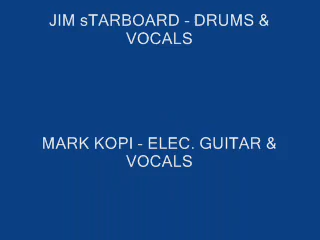 JIM sTARBOARD - DRUMS &
VOCALS
MARK KOPI - ELEC. GUITAR &
VOCALS